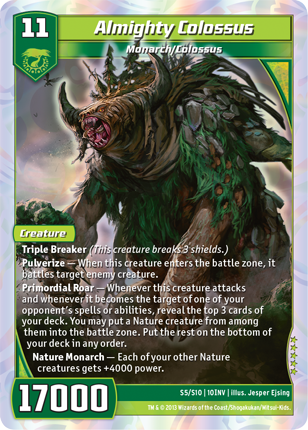 11
Almighty Colossus
Monarch/Colossus
Creature
Triple Breaker (This creature breaks 3 shields.)
Pulverize — When this creature enters the battle zone, it
battles target enemy creature.
Primordial Roar — Whenever this creature attacks
and whenever it becomes the target of one of your
opponent's spells or abilities, reveal the top 3 cards of
your deck. You may put a Nature creature from among
them into the battle zone. Put the rest on the bottom of
your deck in any order.
Nature Monarch — Each of your other Nature
creatures gets +4000 power.
17000
S5/S10 | 10INV | illus. Jesper Ejsing
TM & © 2013 Wizards of the Coast/Shogakukan/Mitsui-Kids.